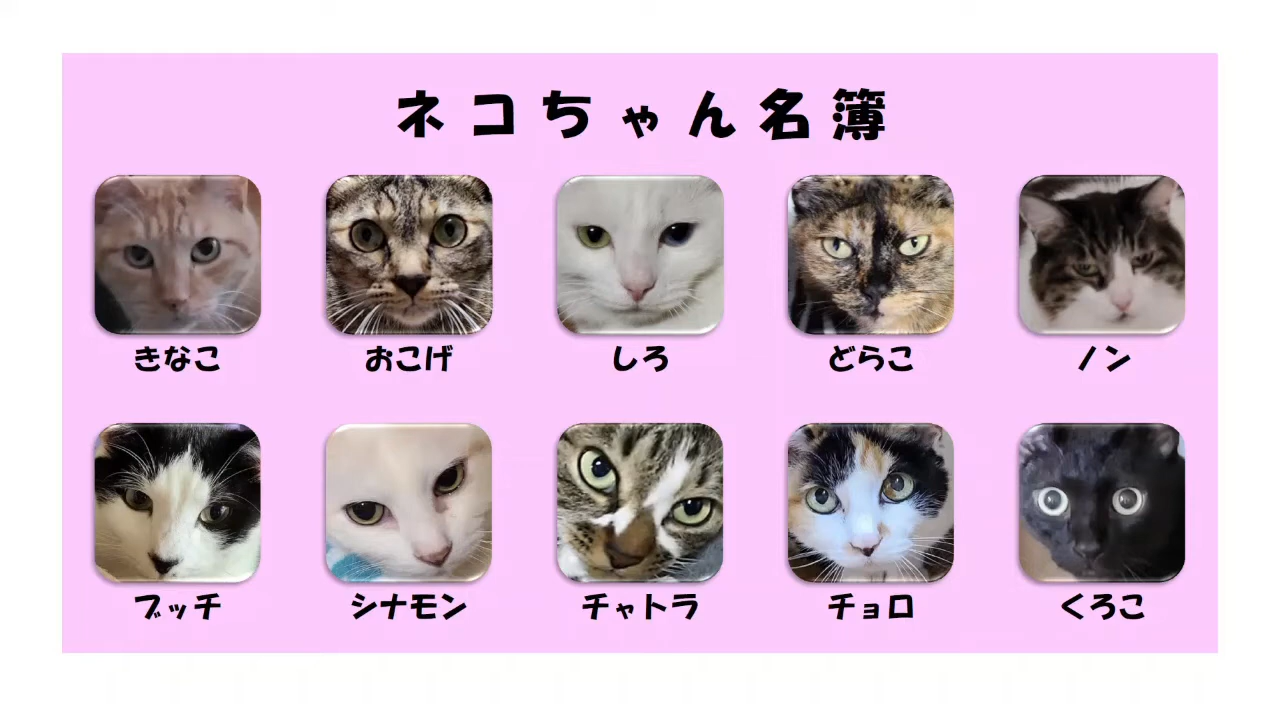 ネコちゃん名簿
きなこ おこげ しろ どらこ ノン
ブッチ シナモン チャトラ チョロ くろこ